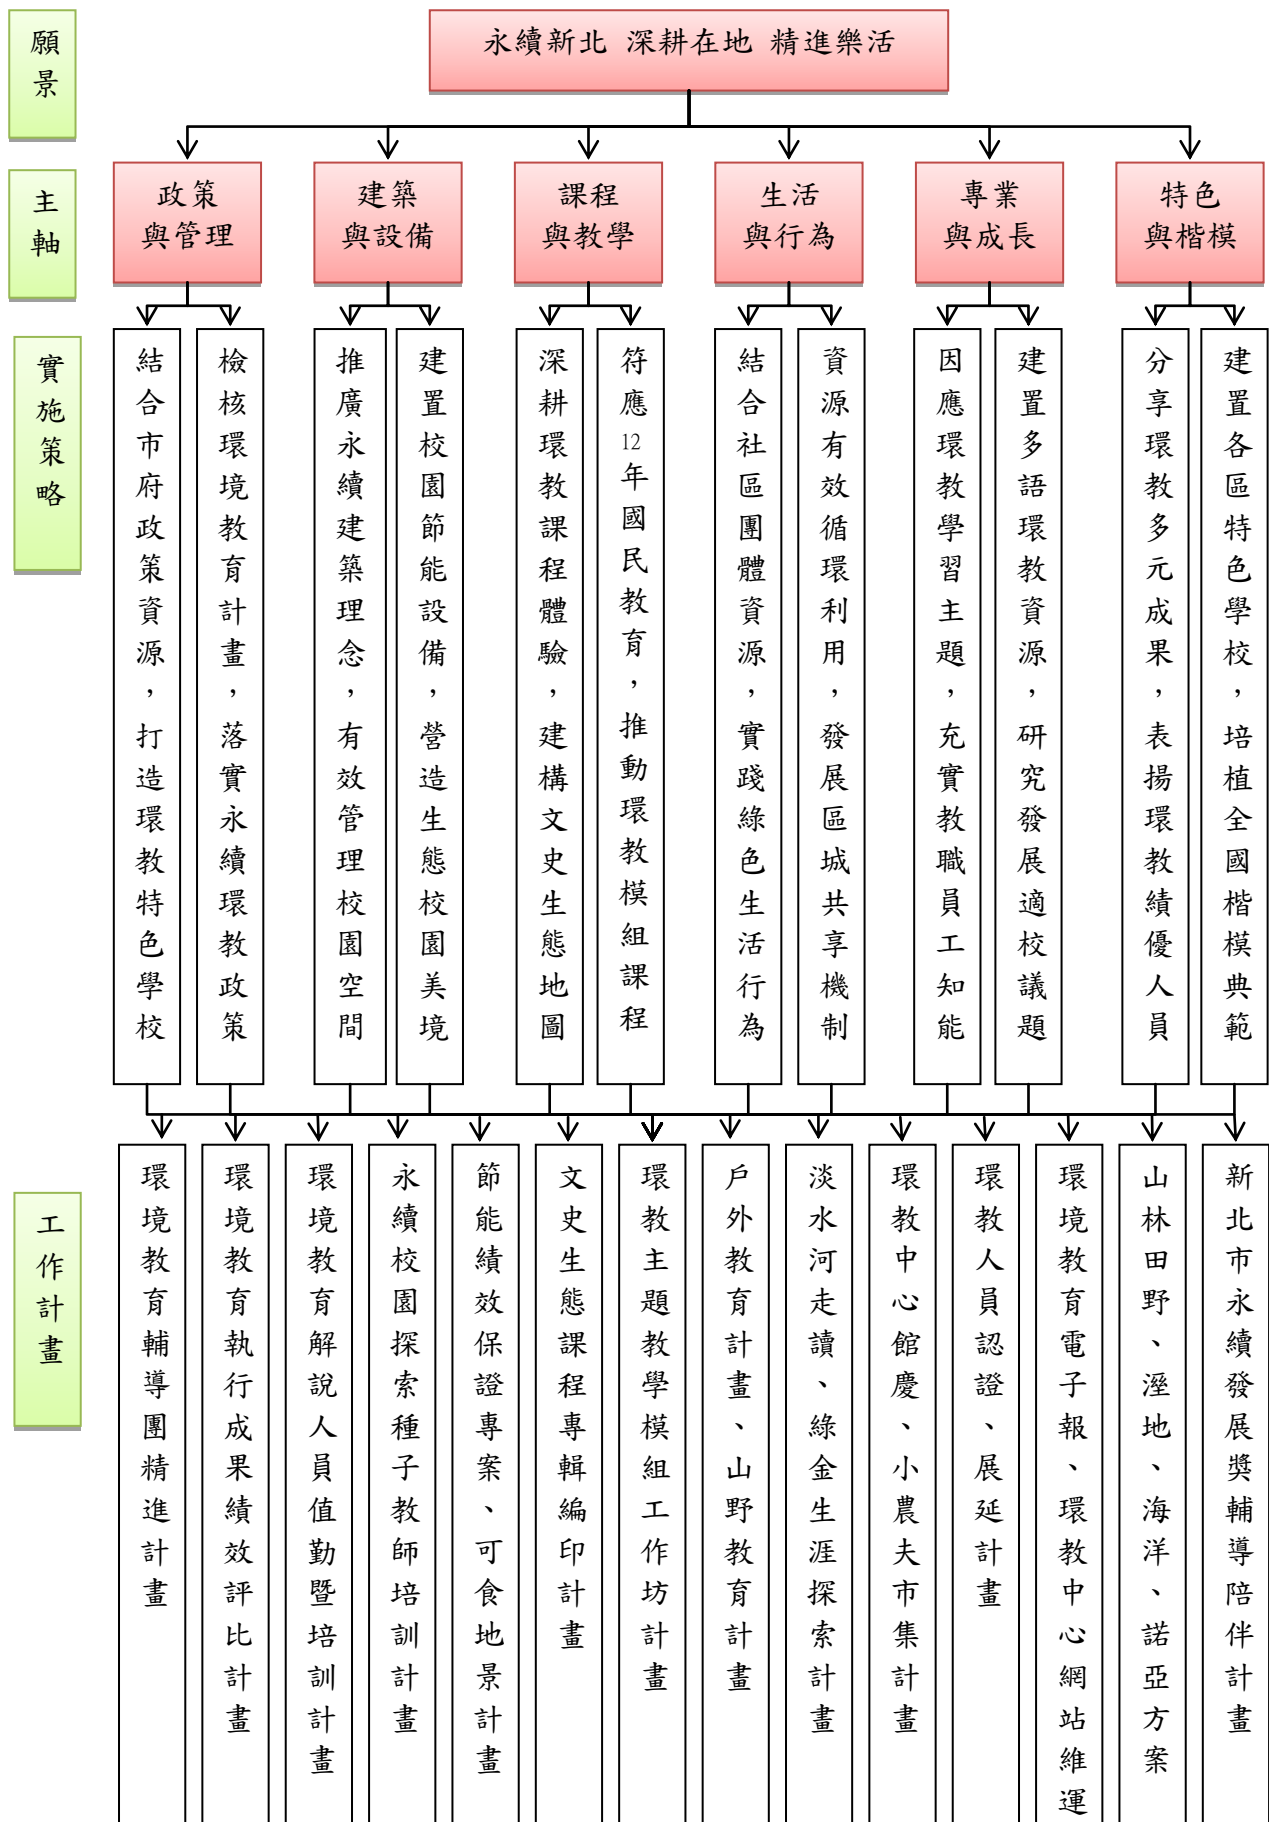 願景
永續新北 深耕在地 精進樂活
主軸
政策
與管理
建築
與設備
課程
與教學
生活
與行為
專業
與成長
特色
與楷模
實施策略
結合市府政策資源，打造環教特色學校
檢核環境教育計畫，落實永續環教政策
推廣永續建築理念，有效管理校園空間
建置校園節能設備，營造生態校園美境
深耕環教課程體驗，建構文史生態地圖
符應12年國民教育，推動環教模組課程
結合社區團體資源，實踐綠色生活行為
資源有效循環利用，發展區城共享機制
因應環教學習主題，充實教職員工知能
建置多語環教資源，研究發展適校議題
分享環教多元成果，表揚環教績優人員
建置各區特色學校，培植全國楷模典範
工作計畫
環境教育輔導團精進計畫
環境教育執行成果績效評比計畫
環境教育解說人員值勤暨培訓計畫
永續校園探索種子教師培訓計畫
節能績效保證專案、可食地景計畫
文史生態課程專輯編印計畫
環教主題教學模組工作坊計畫
戶外教育計畫、山野教育計畫
淡水河走讀、綠金生涯探索計畫
環教中心館慶、小農夫市集計畫
環教人員認證、展延計畫
環境教育電子報、環教中心網站維運
山林田野、溼地、海洋、諾亞方案
新北市永續發展獎輔導陪伴計畫